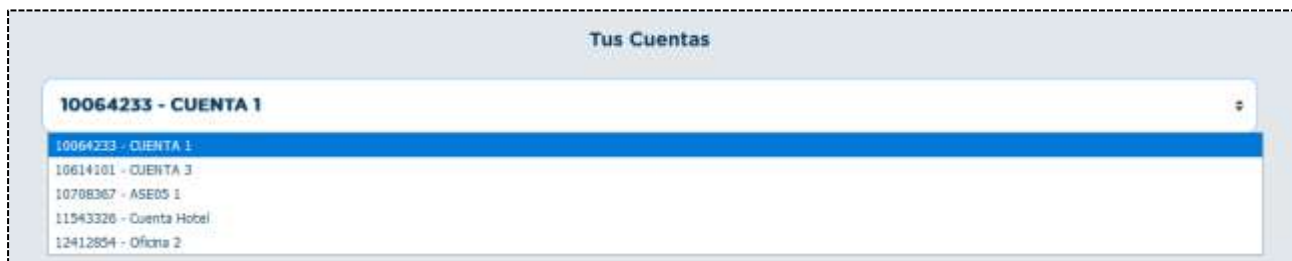 Tus Cuentas
10064233 - CUENTA 1
10064233 - CUENTA 1
10614101 - CUENTA 3
10708367 - ASE05 1
11543326 - Cuenta Hotel
12412854 - Oficina 2